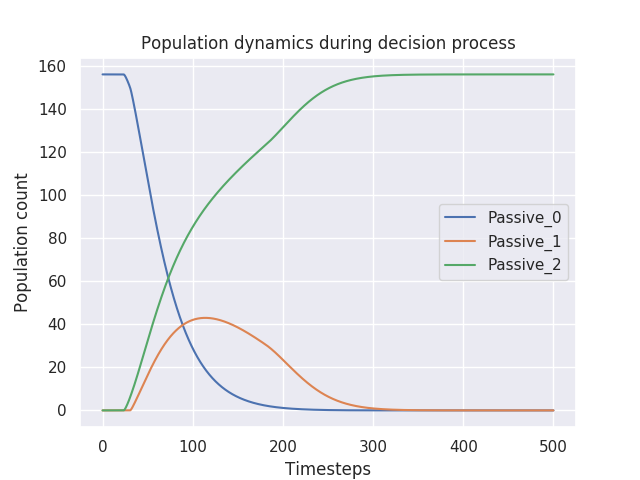 Population dynamics during decision process
Population count
160
140
120
100
80
60
40
20
0
Passive_0
Passive_1
Passive_2
0 100 200 300 400 500
Timesteps